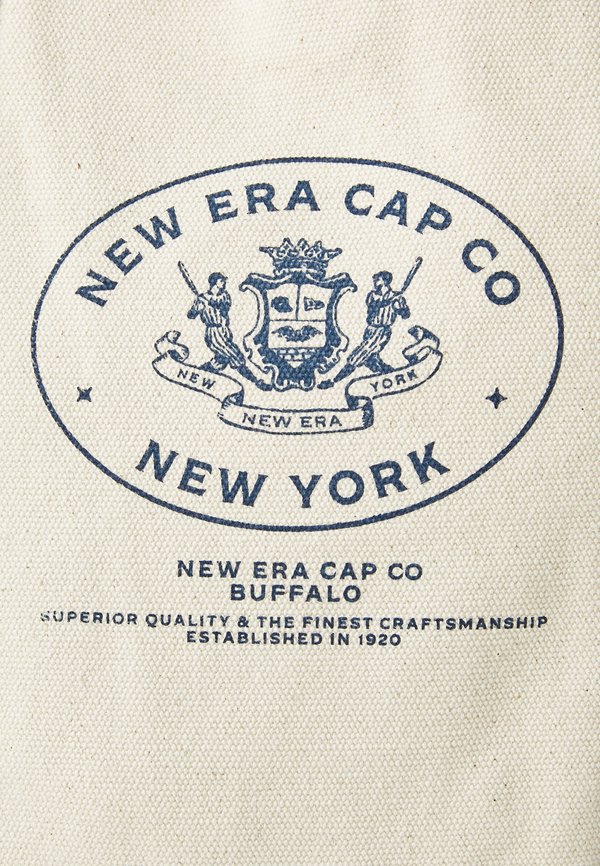 NEW ERA CAP CO
NEW YORK
NEW ERA
NEW YORK
NEW ERA CAP CO
BUFFALO
SUPERIOR QUALITY & THE FINEST CRAFTSMANSHIP
ESTABLISHED IN 1920